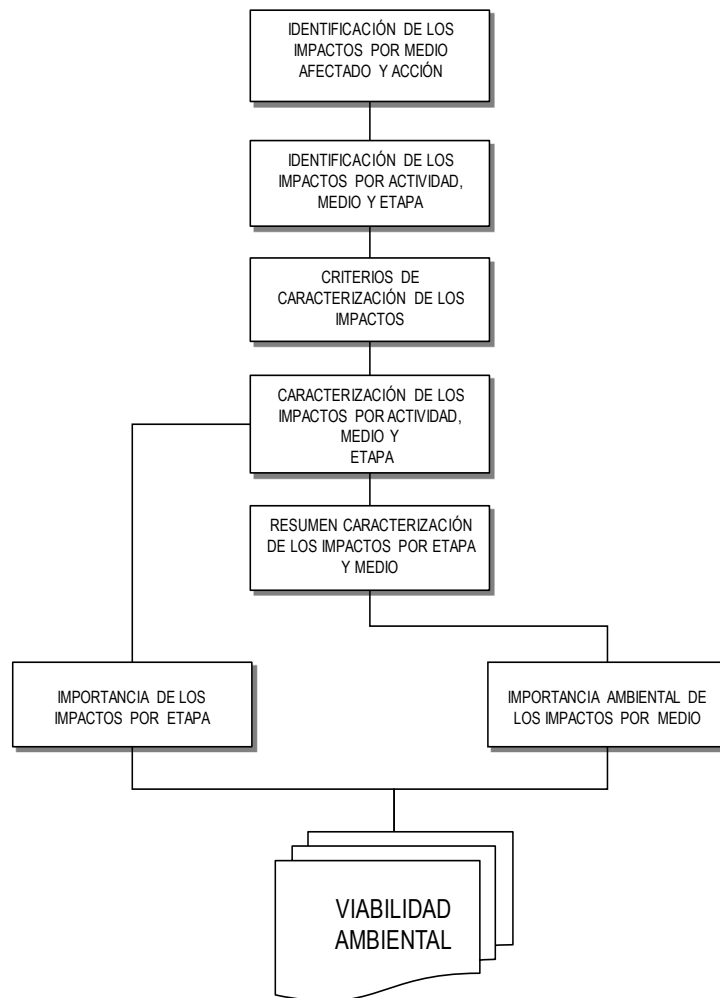 IDENTIFICACIÓN DE LOS
IMPACTOS POR MEDIO
AFECTADO Y ACCIÓN
IDENTIFICACIÓN DE LOS
IMPACTOS POR ACTIVIDAD,
MEDIO Y ETAPA
CRITERIOS DE
CARACTERIZACIÓN DE LOS
IMPACTOS
CARACTERIZACIÓN DE LOS
IMPACTOS POR ACTIVIDAD,
MEDIO Y
ETAPA
RESUMEN CARACTERIZACIÓN
DE LOS IMPACTOS POR ETAPA
Y MEDIO
IMPORTANCIA DE LOS
IMPACTOS POR ETAPA
IMPORTANCIA AMBIENTAL DE
LOS IMPACTOS POR MEDIO
VIABILIDAD
AMBIENTAL